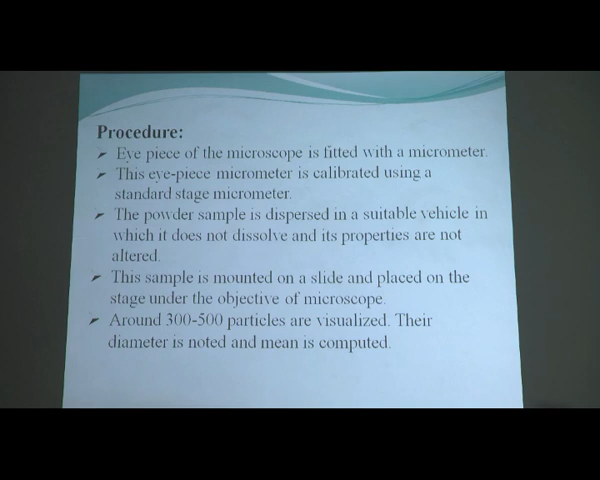 Procedure:
Eye piece of the microscope is fitted with a micrometer.
This eye-piece micrometer is calibrated using a
standard stage micrometer.
The powder sample is dispersed in a suitable vehicle in
which it does not dissolve and its properties are not
altered.
This sample is mounted on a slide and placed on the
stage under the objective of microscope.
Around 300-500 particles are visualized. Their
diameter is noted and mean is computed.